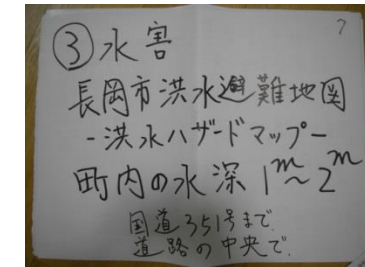 7
③水害
長岡市洪水避難地図
-洪水ハザードマップ-
町内の水深 1m~2m
国道351号まで.
道路の中央で.